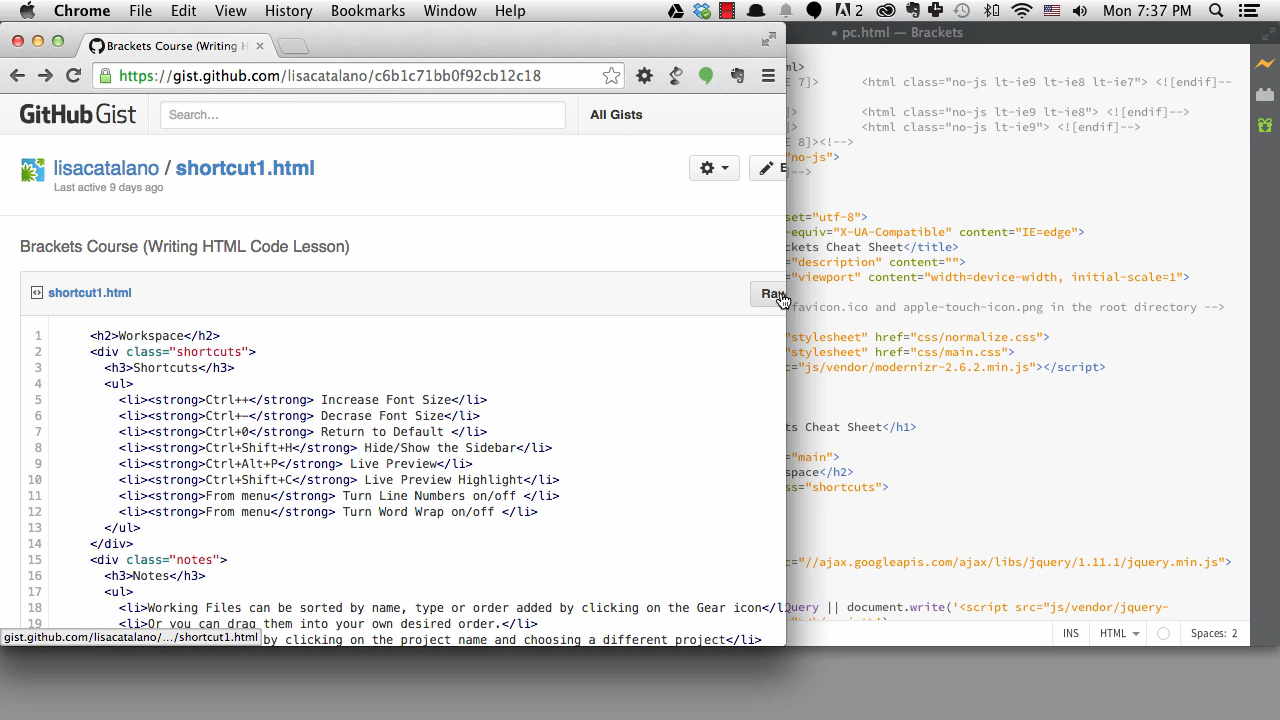 Chrome File Edit View History Bookmarks Window Help
2 Mon 7:37 PM
Brackets Course (Writing H
pc.html — Brackets
https://gist.github.com/lisacatalano/c6b1c71bb0f92cb12c18
GitHub Gist Search... All Gists
lisacatalano / shortcut1.html
Last active 9 days ago
Brackets Course (Writing HTML Code Lesson)
shortcut1.html
1 <h2>Workspace</h2>
2 <div class="shortcuts">
3 <h3>Shortcuts</h3>
4 <ul>
5 <li><strong>Ctrl++</strong> Increase Font Size</li>
6 <li><strong>Ctrl+–</strong> Decrase Font Size</li>
7 <li><strong>Ctrl+0</strong> Return to Default </li>
8 <li><strong>Ctrl+Shift+H</strong> Hide/Show the Sidebar</li>
9 <li><strong>Ctrl+Alt+P</strong> Live Preview</li>
10 <li><strong>Ctrl+Shift+C</strong> Live Preview Highlight</li>
11 <li><strong>From menu</strong> Turn Line Numbers on/off </li>
12 <li><strong>From menu</strong> Turn Word Wrap on/off </li>
13 </ul>
14 </div>
15 <div class="notes">
16 <h3>Notes</h3>
17 <ul>
18 <li>Working Files can be sorted by name, type or order added by clicking on the Gear icon</l
19 <li>Or you can drag them into your own desired order.</li>
by clicking on the project name and choosing a different project</li>
gist.github.com/lisacatalano/…/shortcut1.html
ml>
E 7]> <html class="no-js lt-ie9 lt-ie8 lt-ie7"> <![endif]--
]> <html class="no-js lt-ie9 lt-ie8"> <![endif]-->
]> <html class="no-js lt-ie9"> <![endif]-->
E 8]><!-->
"no-js">
]-->
set="utf-8">
-equiv="X-UA-Compatible" content="IE=edge">
ckets Cheat Sheet</title>
="description" content="">
="viewport" content="width=device-width, initial-scale=1">
favicon.ico and apple-touch-icon.png in the root directory -->
"stylesheet" href="css/normalize.css">
"stylesheet" href="css/main.css">
c="js/vendor/modernizr-2.6.2.min.js"></script>
ts Cheat Sheet</h1>
="main">
space</h2>
ss="shortcuts">
c="//ajax.googleapis.com/ajax/libs/jquery/1.11.1/jquery.min.js">
Query || document.write('<script src="js/vendor/jquery-
INS HTML Spaces: 2